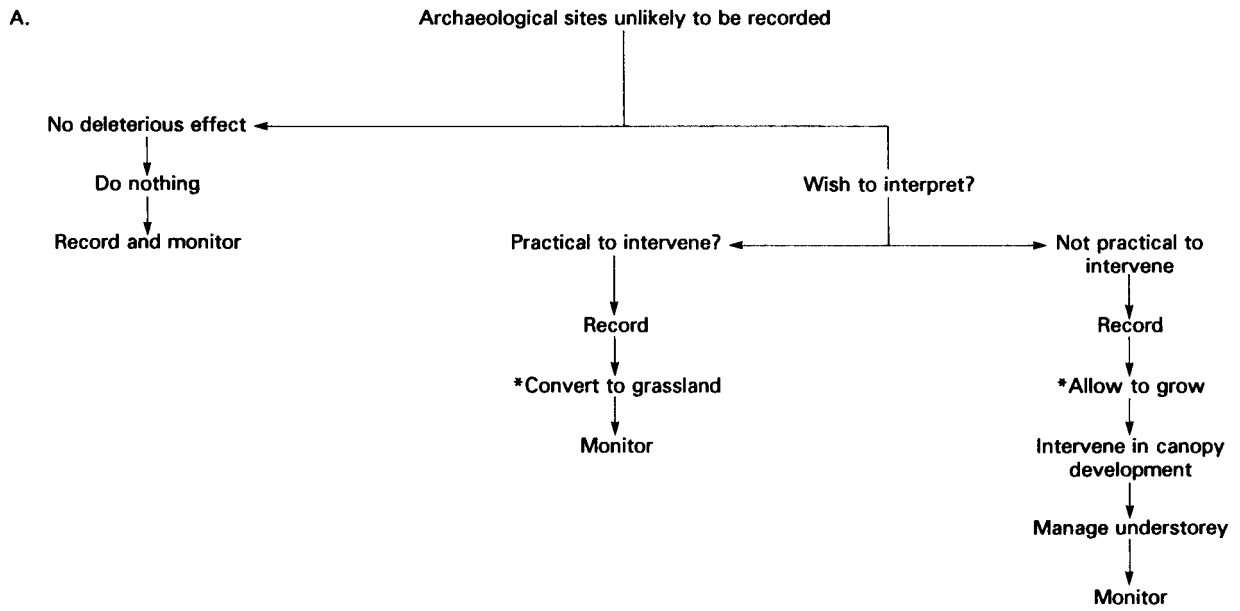 A.
Archaeological sites unlikely to be recorded
No deleterious effect
Do nothing
Record and monitor
Wish to interpret?
Practical to intervene?
Record
*Convert to grassland
Monitor
Not practical to
intervene
Record
*Allow to grow
Intervene in canopy
development
Manage understorey
Monitor